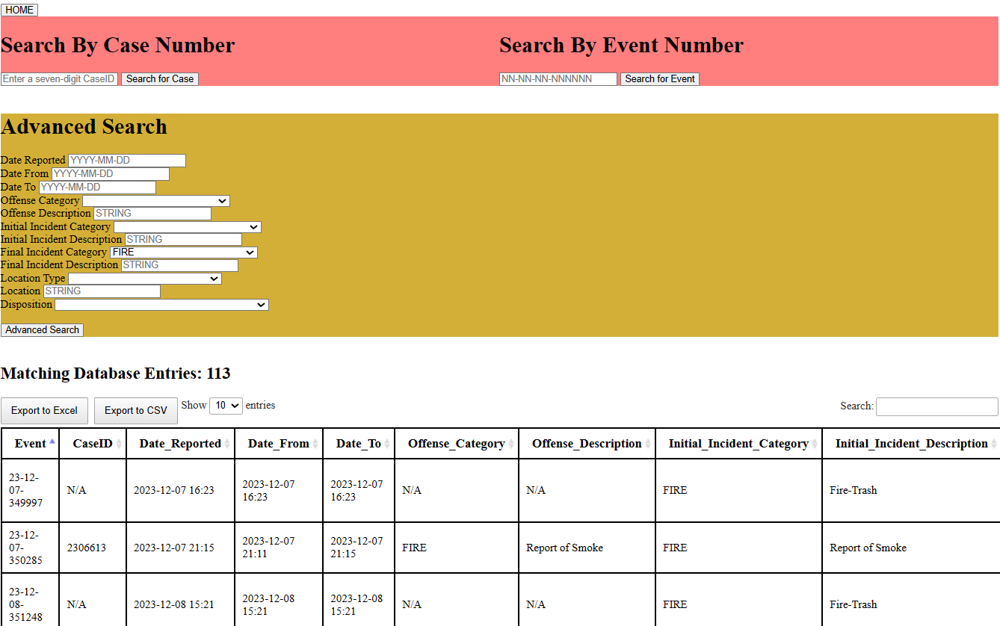 HOME
Search By Case Number
Search By Event Number
Enter a seven-digit CaseID Search for Case
NN-NN-NN-NNNNNN Search for Event
Advanced Search
Date Reported YYYY-MM-DD
Date From YYYY-MM-DD
Date To YYYY-MM-DD
Offense Category
Offense Description STRING
Initial Incident Category
Initial Incident Description STRING
Final Incident Category FIRE
Final Incident Description STRING
Location Type
Location STRING
Disposition
Advanced Search
Matching Database Entries: 113
Export to Excel Export to CSV Show 10 entries Search:
Event CaseID Date_Reported Date_From Date_To Offense_Category Offense_Description Initial_Incident_Category Initial_Incident_Description
23-12-
07-
349997
N/A
2023-12-07 16:23
2023-12-07
16:23
2023-12-07
16:23
N/A
N/A
FIRE
Fire-Trash
23-12-
07-
350285
2306613
2023-12-07 21:15
2023-12-07
21:11
2023-12-07
21:15
FIRE
Report of Smoke
FIRE
Report of Smoke
23-12-
08-
351248
N/A
2023-12-08 15:21
2023-12-08
15:21
2023-12-08
15:21
N/A
N/A
FIRE
Fire-Trash